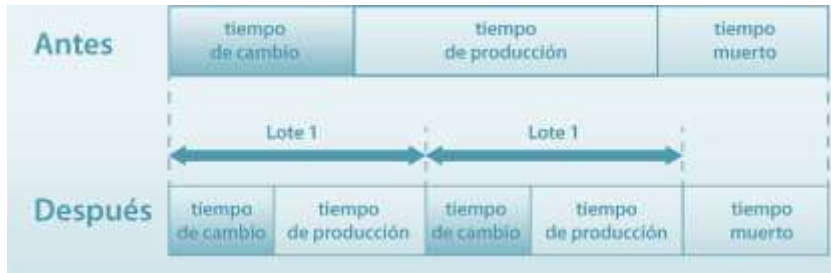 Antes
tiempo
de cambio
tiempo
de producción
tiempo
muerto
Lote 1
Lote 1
Después
tiempo
de cambio
tiempo
de producción
tiempo
de cambio
tiempo
de producción
tiempo
muerto